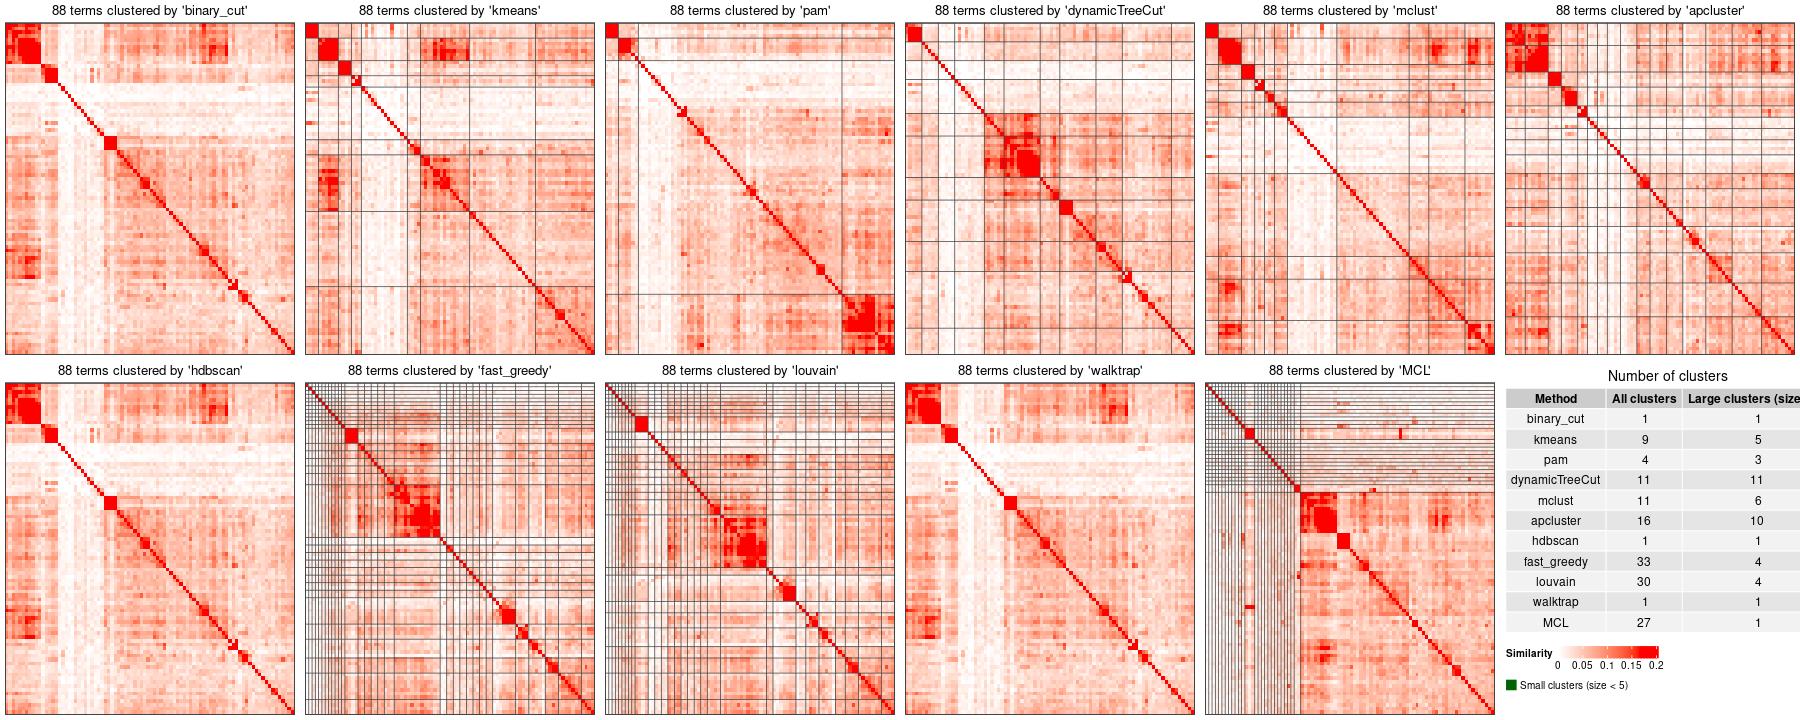 88 terms clustered by 'binary_cut'
88 terms clustered by 'kmeans'
88 terms clustered by 'pam'
88 terms clustered by 'dynamicTreeCut'
88 terms clustered by 'mclust'
88 terms clustered by 'apcluster'
88 terms clustered by 'hdbscan'
88 terms clustered by 'fast_greedy'
88 terms clustered by 'louvain'
88 terms clustered by 'walktrap'
88 terms clustered by 'MCL'
Number of clusters
Method All clusters Large clusters (size
binary_cut 1 1
kmeans 9 5
pam 4 3
dynamicTreeCut 11 11
mclust 11 6
apcluster 16 10
hdbscan 1 1
fast_greedy 33 4
louvain 30 4
walktrap 1 1
MCL 27 1
Similarity
0 0.05 0.1 0.15 0.2
Small clusters (size < 5)